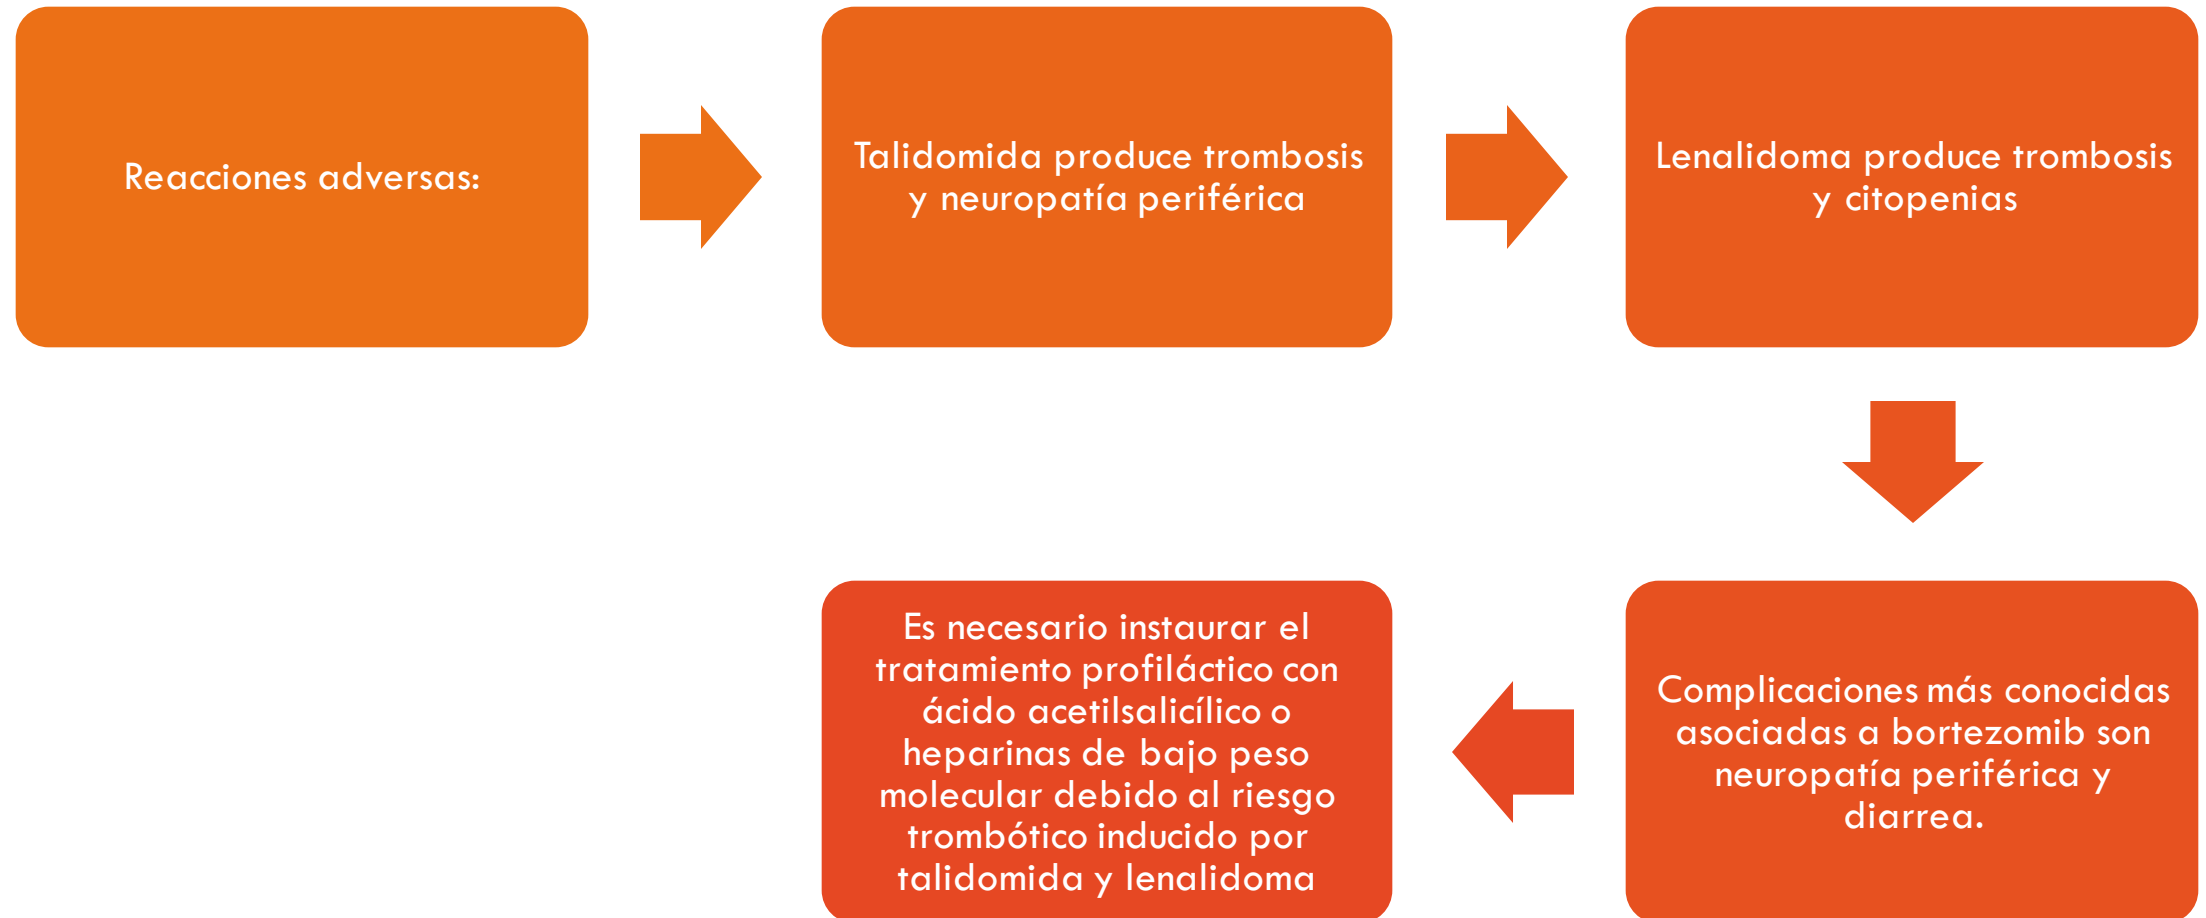 Reacciones adversas:
Talidomida produce trombosis
y neuropatía periférica
Lenalidoma produce trombosis
y citopenias
Complicaciones más conocidas
asociadas a bortezomib son
neuropatía periférica y
diarrea.
Es necesario instaurar el
tratamiento profiláctico con
ácido acetilsalicílico o
heparinas de bajo peso
molecular debido al riesgo
trombótico inducido por
talidomida y lenalidoma